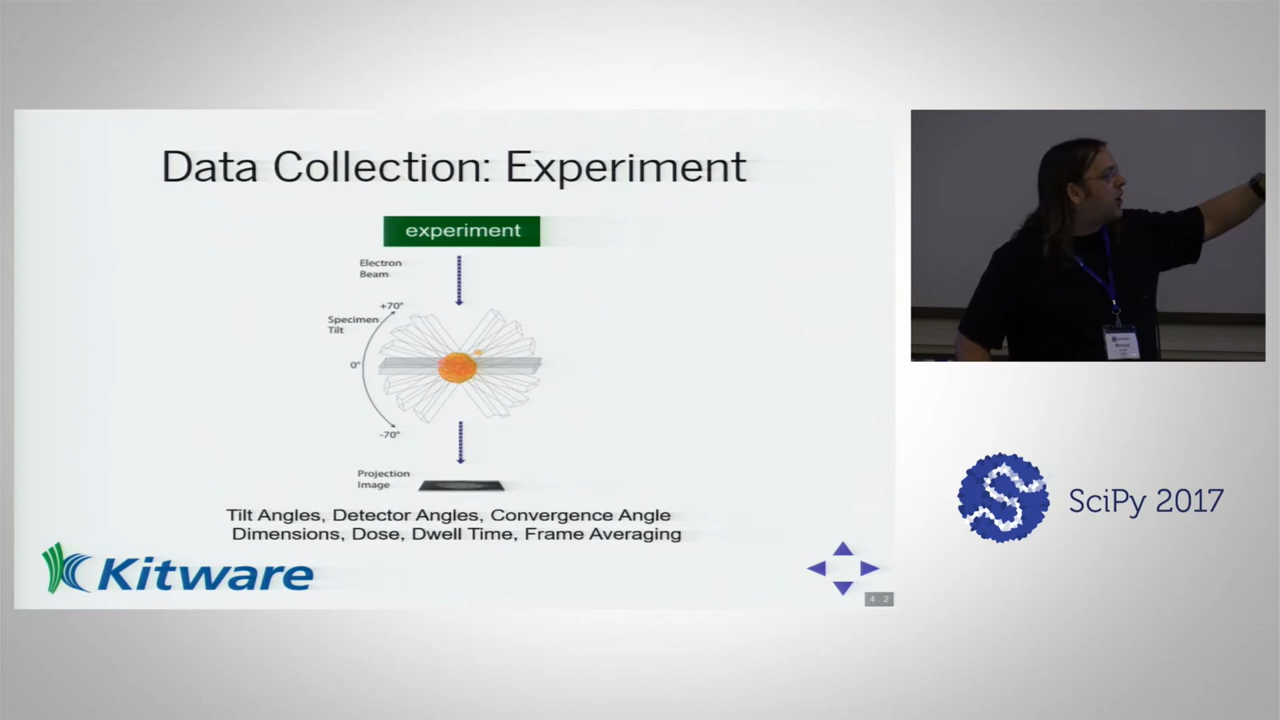 Data Collection: Experiment
experiment
Electron
Beam
+70°
Specimen
Tilt
0°
-70°
Projection
Image
Tilt Angles, Detector Angles, Convergence Angle
Dimensions, Dose, Dwell Time, Frame Averaging
Kitware
4.2
SciPy 2017